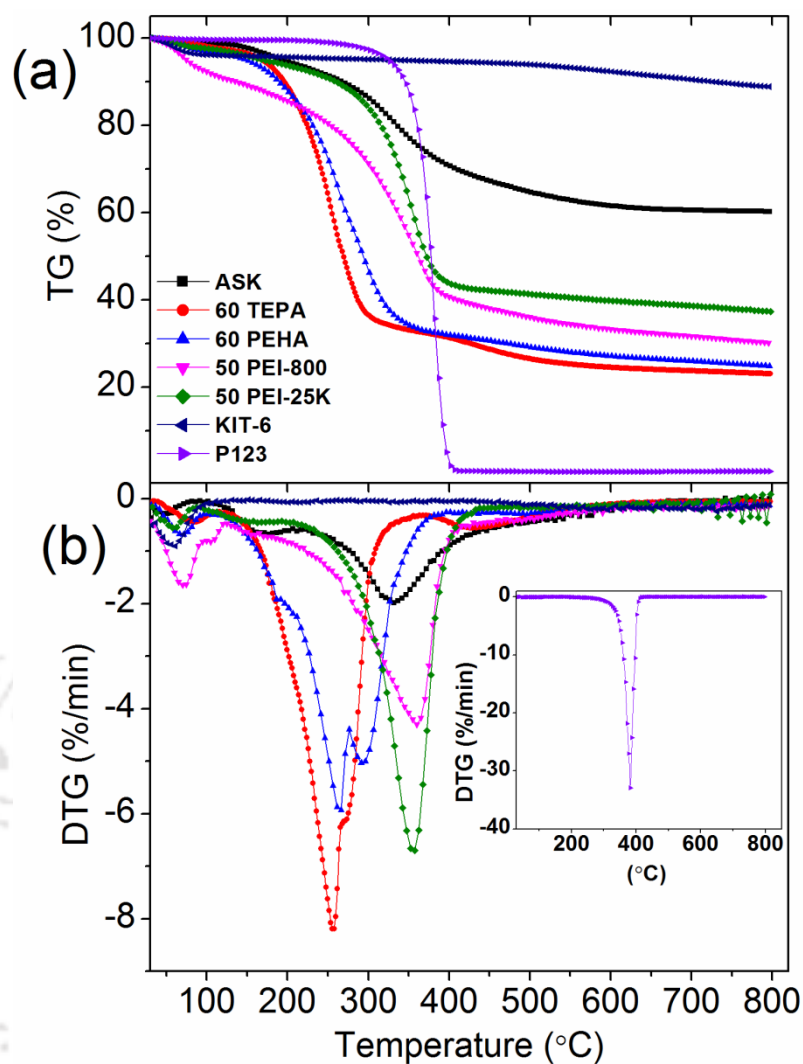 (a)
100
80
60
40
20
TG (%)
ASK
60 TEPA
60 PEHA
50 PEI-800
50 PEI-25K
KIT-6
P123
(b)
0
-2
-4
-6
-8
DTG (%/min)
0
-10
-20
-30
-40
DTG (%/min)
200 400 600 800
(°C)
100 200 300 400 500 600 700 800
Temperature (°C)